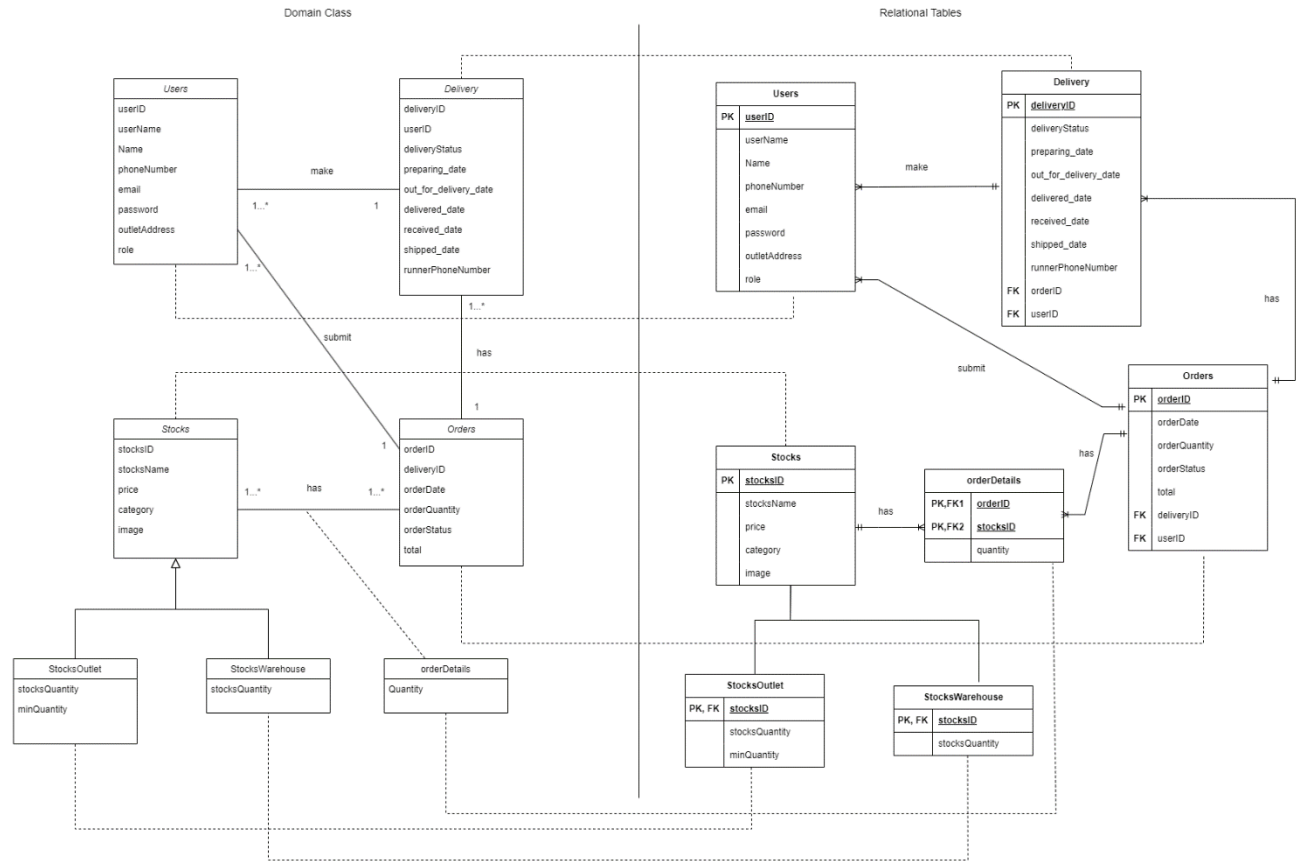 Domain Class
Relational Tables
Users
userID
userName
Name
phoneNumber
email
password
outletAddress
role
Delivery
deliveryID
userID
deliveryStatus
preparing_date
out_for_delivery_date
delivered_date
received_date
shipped_date
runnerPhoneNumber
make
1...*
1
1...*
submit
1...*
has
1
1
Stocks
stocksID
stocksName
price
category
image
has
1...*
1...*
Orders
orderID
deliveryID
orderDate
orderQuantity
orderStatus
total
StocksOutlet
stocksQuantity
minQuantity
StocksWarehouse
stocksQuantity
orderDetails
Quantity
Users
PK userID
userName
Name
phoneNumber
email
password
outletAddress
role
make
Delivery
PK deliveryID
deliveryStatus
preparing_date
out_for_delivery_date
delivered_date
received_date
shipped_date
runnerPhoneNumber
FK orderID
FK userID
has
submit
Orders
PK orderID
orderDate
orderQuantity
orderStatus
total
FK deliveryID
FK userID
has
Stocks
PK stocksID
stocksName
price
category
image
has
orderDetails
PK,FK1 orderID
PK,FK2 stocksID
quantity
StocksOutlet
PK, FK stocksID
stocksQuantity
minQuantity
StocksWarehouse
PK, FK stocksID
stocksQuantity